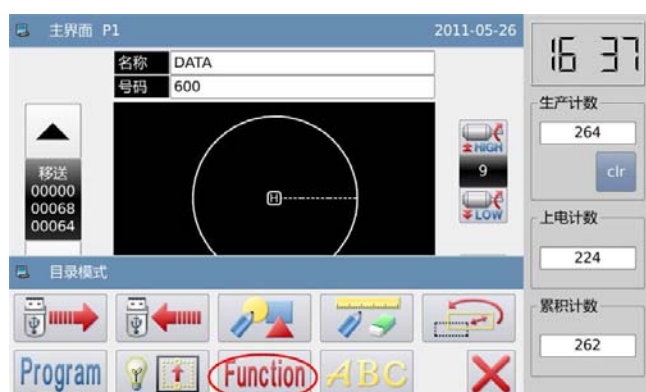 主界面 P1
2011-05-26
16 37
名称 DATA
号码 600
移送
00000
00068
00064
H
HIGH
9
LOW
生产计数
264
clr
上电计数
224
累积计数
262
目录模式
Program
Function
ABC